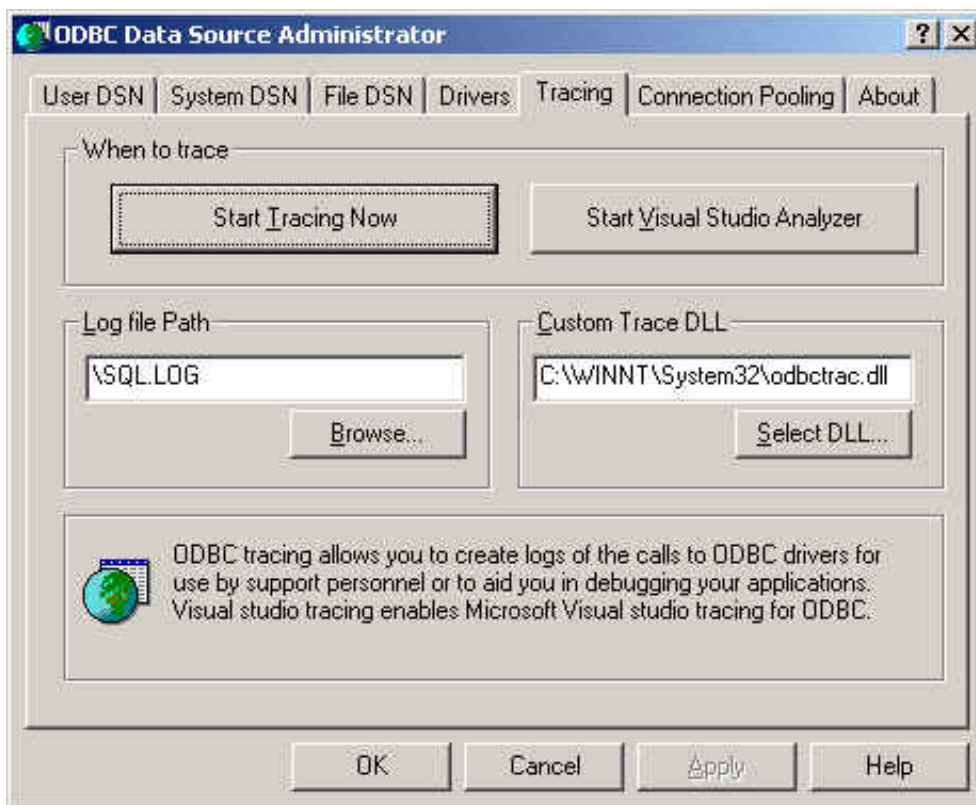 ODBC Data Source Administrator
User DSN System DSN File DSN Drivers Tracing Connection Pooling About
When to trace
Start Tracing Now Start Visual Studio Analyzer
Log file Path Custom Trace DLL
\SQL.LOG C:\WINNT\System32\odbctrac.dll
Browse... Select DLL...
ODBC tracing allows you to create logs of the calls to ODBC drivers for
use by support personnel or to aid you in debugging your applications.
Visual studio tracing enables Microsoft Visual studio tracing for ODBC.
OK Cancel Apply Help